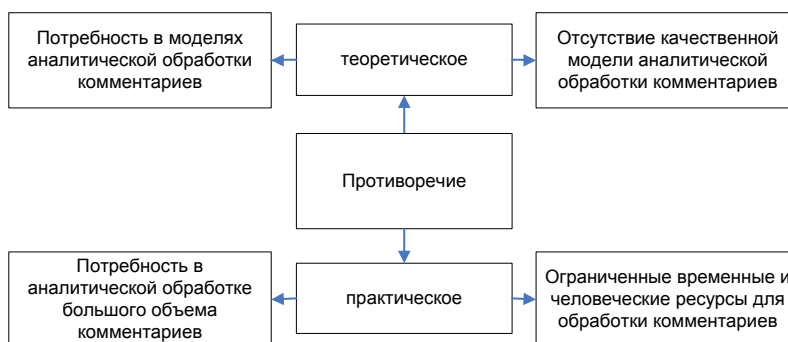 Потребность в моделях
аналитической обработки
комментариев
теоретическое
Отсутствие качественной
модели аналитической
обработки комментариев
Противоречие
Потребность в
аналитической обработке
большого объема
комментариев
практическое
Ограниченные временные и
человеческие ресурсы для
обработки комментариев